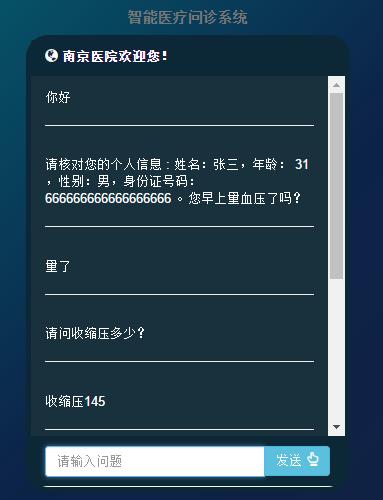 智能医疗问诊系统
南京医院欢迎您!
你好
请核对您的个人信息:姓名:张三,年龄: 31
,性别:男,身份证号码:
666666666666666666 。您早上量血压了吗?
量了
请问收缩压多少?
收缩压145
请输入问题
发送